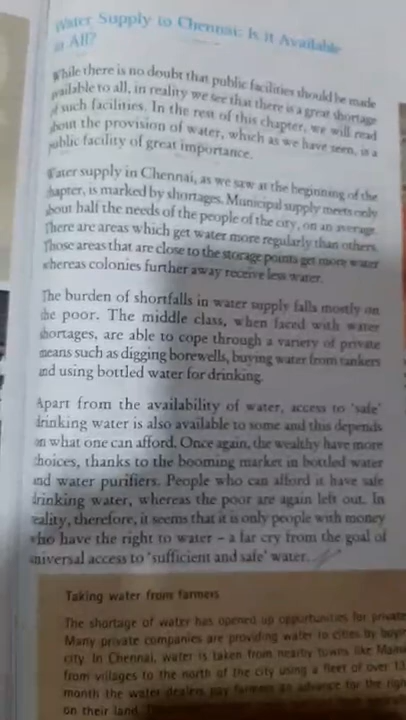 Water Supply to Chennai: Is it Available
to All?
While there is no doubt that public facilities should be made
available to all, in reality we see that there is a great shortage
of such facilities. In the rest of this chapter, we will read
about the provision of water, which as we have seen, is a
public facility of great importance.
Water supply in Chennai, as we saw at the beginning of the
chapter, is marked by shortages. Municipal supply meets only
about half the needs of the people of the city, on an average.
There are areas which get water more regularly than others.
Those areas that are close to the storage points get more water
whereas colonies further away receive less water.
The burden of shortfalls in water supply falls mostly on
the poor. The middle class, when faced with water
shortages, are able to cope through a variety of private
means such as digging borewells, buying water from tankers
and using bottled water for drinking.
Apart from the availability of water, access to 'safe'
drinking water is also available to some and this depends
on what one can afford. Once again, the wealthy have more
choices, thanks to the booming market in bottled water
and water purifiers. People who can afford it have safe
drinking water, whereas the poor are again left out. In
reality, therefore, it seems that it is only people with money
who have the right to water – a far cry from the goal of
universal access to 'sufficient and safe' water.
Taking water from farmers
The shortage of water has opened up opportunities for private
Many private companies are providing water to cities by buyin
city. In Chennai, water is taken from nearby towns like Mam
from villages to the north of the city using a fleet of over 13
month the water dealers pay farmers an advance for the righ
on their land.